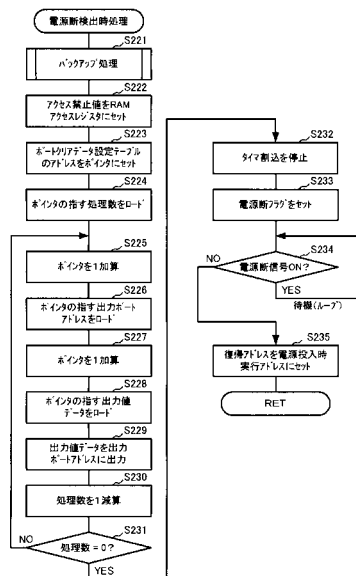 電源断検出時処理
S221
バックアップ処理
S222
アクセス禁止値をRAM
アクセスレジスタにセット
S223
ポートクリアデータ設定テーブル
のアドレスをポインタにセット
S224
ポインタの指す処理数をロード
S225
ポインタを1加算
S226
ポインタの指す出力ポート
アドレスをロード
S227
ポインタを1加算
S228
ポインタの指す出力値
データをロード
S229
出力値データを出力
ポートアドレスに出力
S230
処理数を1減算
S231
NO
処理数 = 0?
YES
S232
タイマ割込を停止
S233
電源断フラグをセット
S234
NO
電源断信号ON?
YES
待機(ループ)
S235
復帰アドレスを電源投入時
実行アドレスにセット
RET